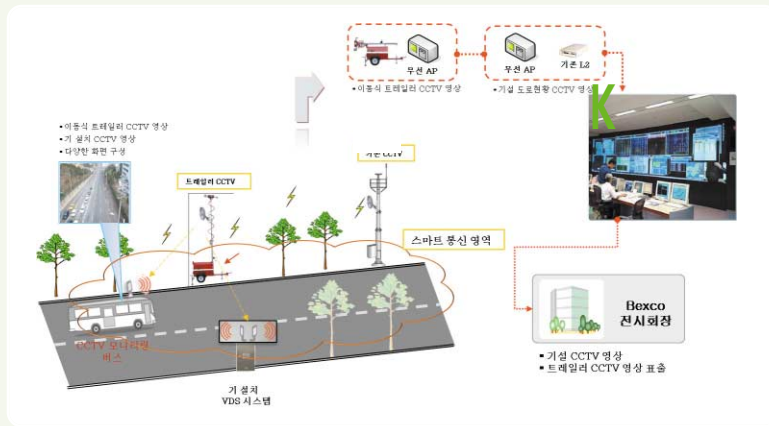 무선 AP
무선 AP
기존 L2
▪ 이동식 트레일러 CCTV 영상
▪ 기설 도로현황 CCTV 영상
K
▪ 이동식 트레일러 CCTV 영상
▪ 기 설치 CCTV 영상
▪ 다양한 화면 구성
트레일러 CCTV
CCTV
스마트 통신 영역
CCTV 모니터링
버스
기 설치
VDS 시스템
Bexco
전시회장
▪ 기설 CCTV 영상
▪ 트레일러 CCTV 영상 표출